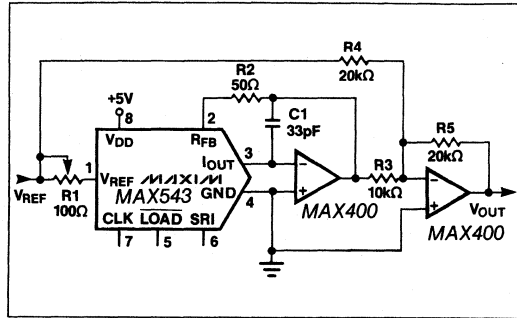 R4
20kΩ
R2
50Ω
+5V
8
2
VDD
RFB
C1
33pF
R5
20kΩ
IOUT
3
1
VREF
MAXIM
MAX543
R3
10kΩ
VREF
R1
100Ω
GND
4
MAX400
VOUT
CLK
LOAD
SRI
MAX400
7
5
6